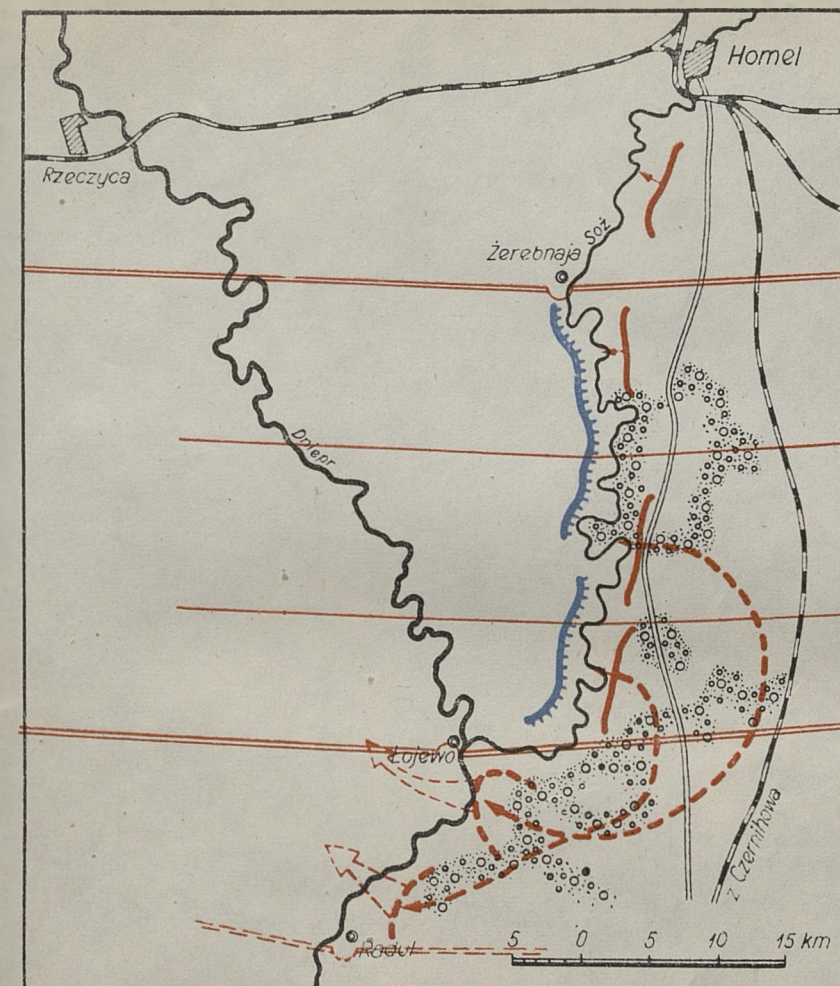 Homel
Rzeczyca
Soż
Żerebnaja
Dniepr
Łojewo
z Czernihowa
Radul
5 0 5 10 15 km